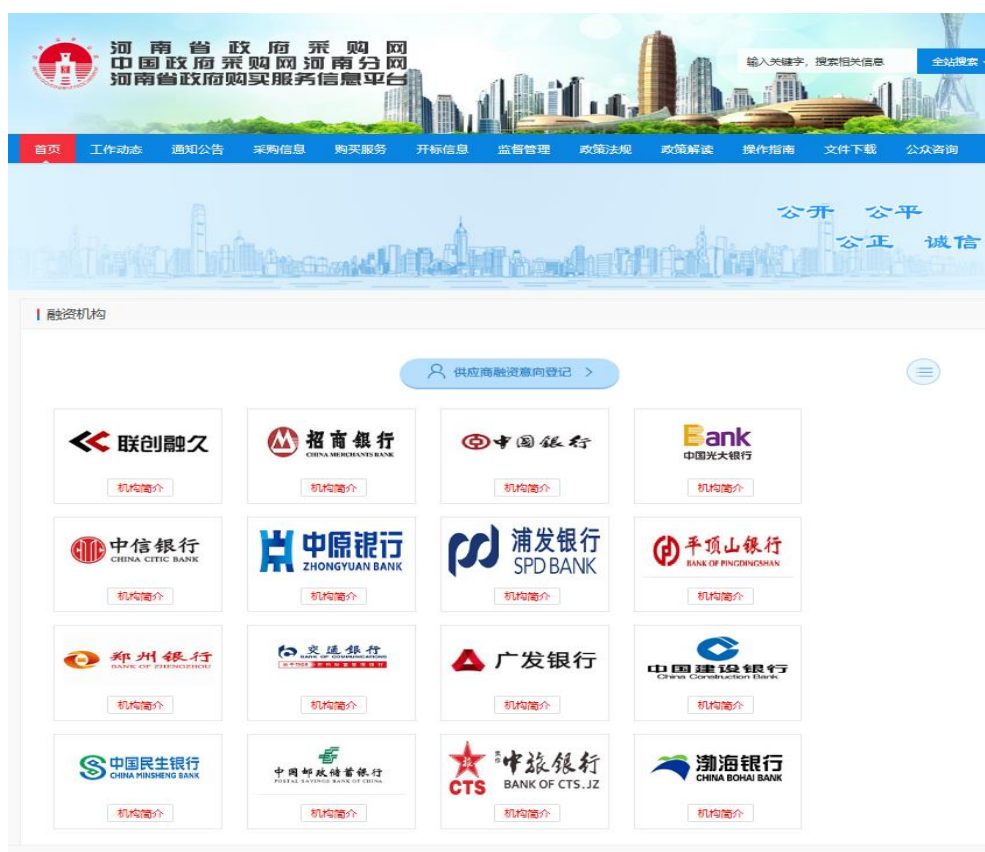 河南省政府采购网
中国政府采购网河南分网
河南省政府购买服务信息平台
输入关键字，搜索相关信息 全站搜索
首页 工作动态 通知公告 采购信息 购买服务 开标信息 监督管理 政策法规 政策解读 操作指南 文件下载 公众咨询
公开 公平
公正 诚信
融资机构
供应商融资意向登记 >
联创融久
机构简介
招商银行
CHINA MERCHANTS BANK
机构简介
中国银行
机构简介
Bank
中国光大银行
机构简介
中信银行
CHINA CITIC BANK
机构简介
中原银行
ZHONGYUAN BANK
机构简介
浦发银行
SPD BANK
机构简介
平顶山银行
BANK OF PINGDINGSHAN
机构简介
郑州银行
BANK OF ZHENGZHOU
机构简介
交通银行
BANK OF COMMUNICATIONS
机构简介
广发银行
机构简介
中国建设银行
China Construction Bank
机构简介
中国民生银行
CHINA MINSHENG BANK
机构简介
中国邮政储蓄银行
POSTAL SAVINGS BANK OF CHINA
机构简介
旅
CTS
焦作中旅银行
BANK OF CTS.JZ
机构简介
渤海银行
CHINA BOHAI BANK
机构简介